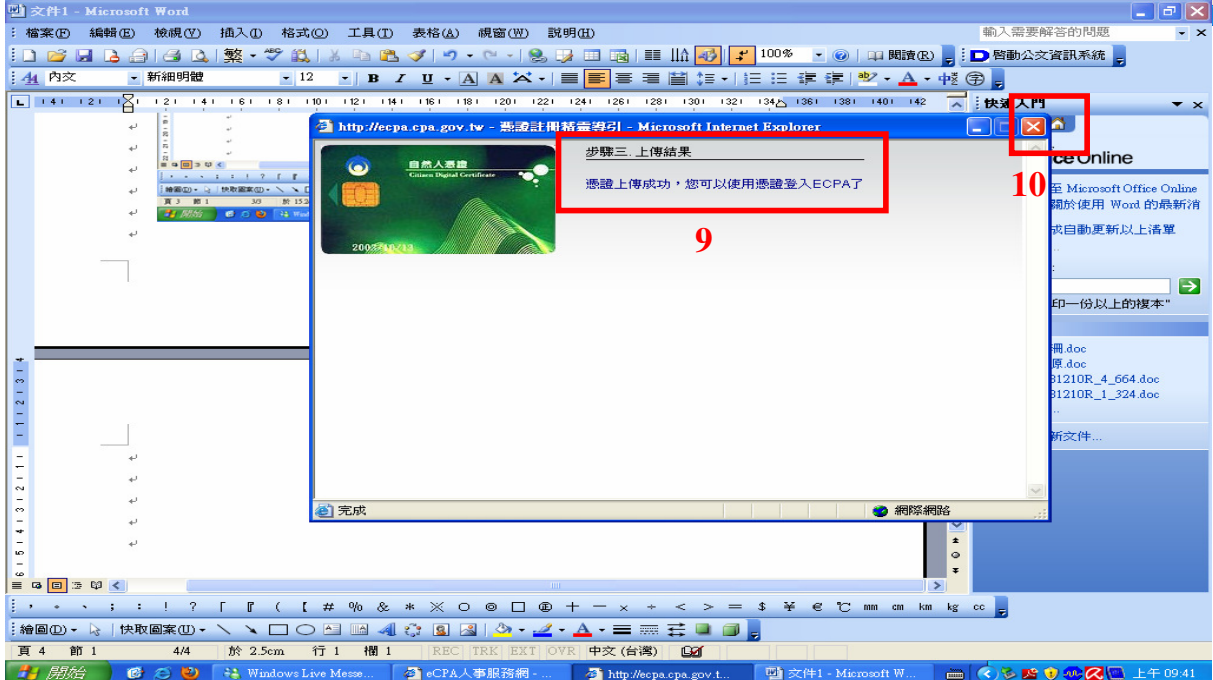 文件1 - Microsoft Word
檔案(F) 編輯(E) 檢視(V) 插入(I) 格式(O) 工具(T) 表格(A) 視窗(W) 說明(H) 輸入需要解答的問題
繁 100% 閱讀(R) 啓動公文資訊系統
內文 新細明體 12 B I U A A A
快速入門
http://ecpa.cpa.gov.tw - 憑證註冊精靈導引 - Microsoft Internet Explorer
自然人憑證
Citizen Digital Certificate
步驟三. 上傳結果
憑證上傳成功，您可以使用憑證登入ECPA了
9
10
ce Online
至 Microsoft Office Online
關於使用 Word 的最新消
或自動更新以上清單
印一份以上的複本"
冊.doc
原.doc
31210R_4_664.doc
31210R_1_324.doc
新文件...
完成 網際網路
， 。 、 ； ： ！ ？ 「 『 （ 〔 # % & * ※ ○ ◎ □ ㊣ ＋ － × ÷ ＜ ＞ ＝ $ ￥ € ℃ mm cm km kg cc
繪圖(D) 快取圖案(U)
頁 4 節 1 4/4 於 2.5cm 行 1 欄 1 REC TRK EXT OVR 中文 (台灣)
開始 Windows Live Messe... eCPA人事服務網 - ... http://ecpa.cpa.gov.t... 文件1 - Microsoft W... 上午 09:41